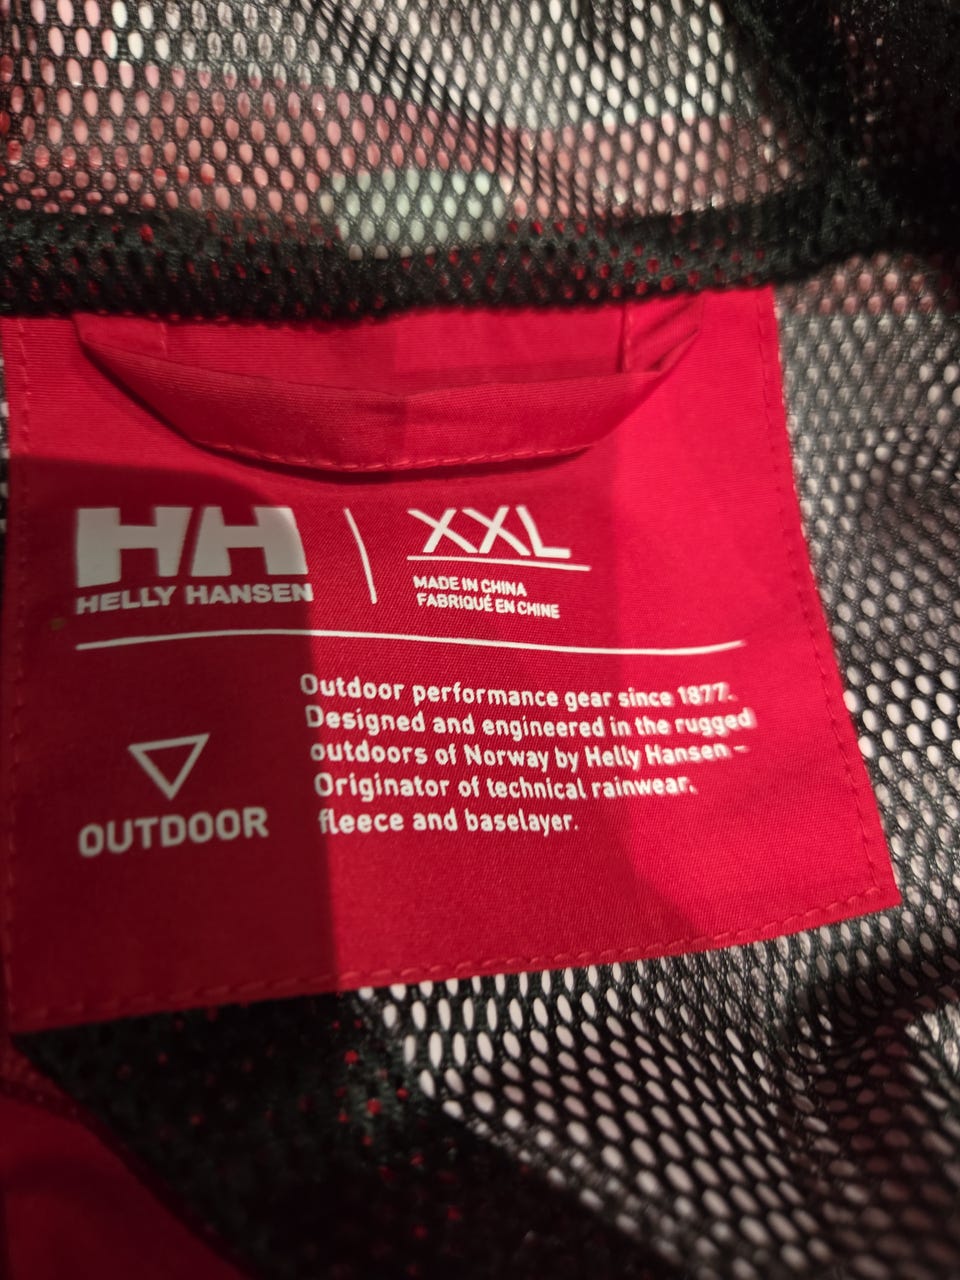 HH
HELLY HANSEN
XXL
MADE IN CHINA
FABRIQUÉ EN CHINE
Outdoor performance gear since 1877.
Designed and engineered in the rugged
outdoors of Norway by Helly Hansen –
Originator of technical rainwear.
fleece and baselayer.
OUTDOOR